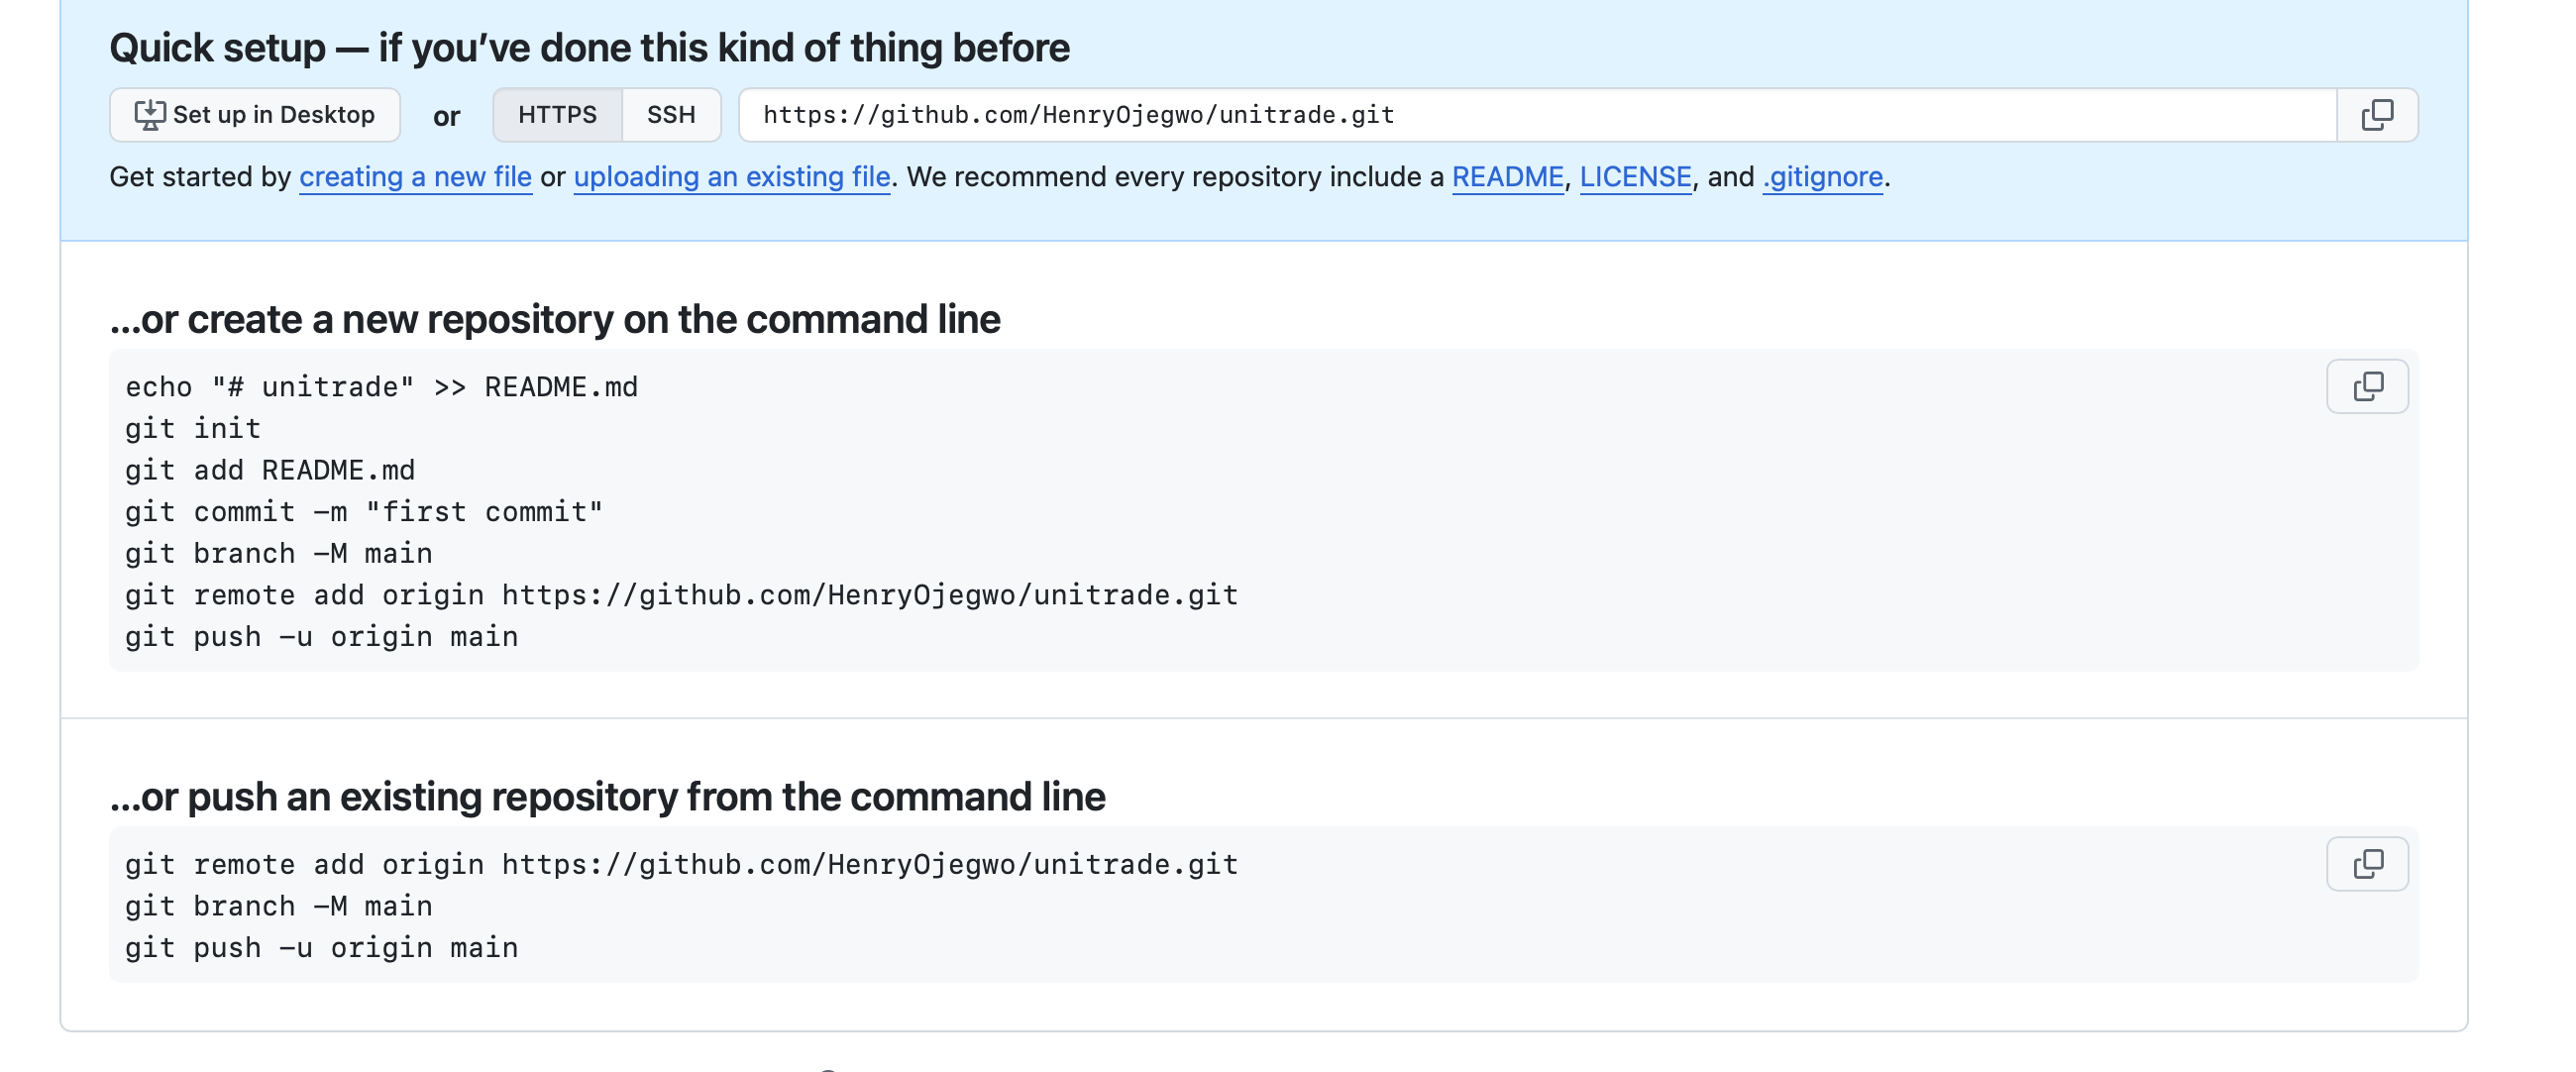 Quick setup — if you’ve done this kind of thing before
Set up in Desktop or HTTPS SSH https://github.com/HenryOjegwo/unitrade.git
Get started by creating a new file or uploading an existing file. We recommend every repository include a README, LICENSE, and .gitignore.
…or create a new repository on the command line
echo "# unitrade" >> README.md
git init
git add README.md
git commit -m "first commit"
git branch -M main
git remote add origin https://github.com/HenryOjegwo/unitrade.git
git push -u origin main
…or push an existing repository from the command line
git remote add origin https://github.com/HenryOjegwo/unitrade.git
git branch -M main
git push -u origin main